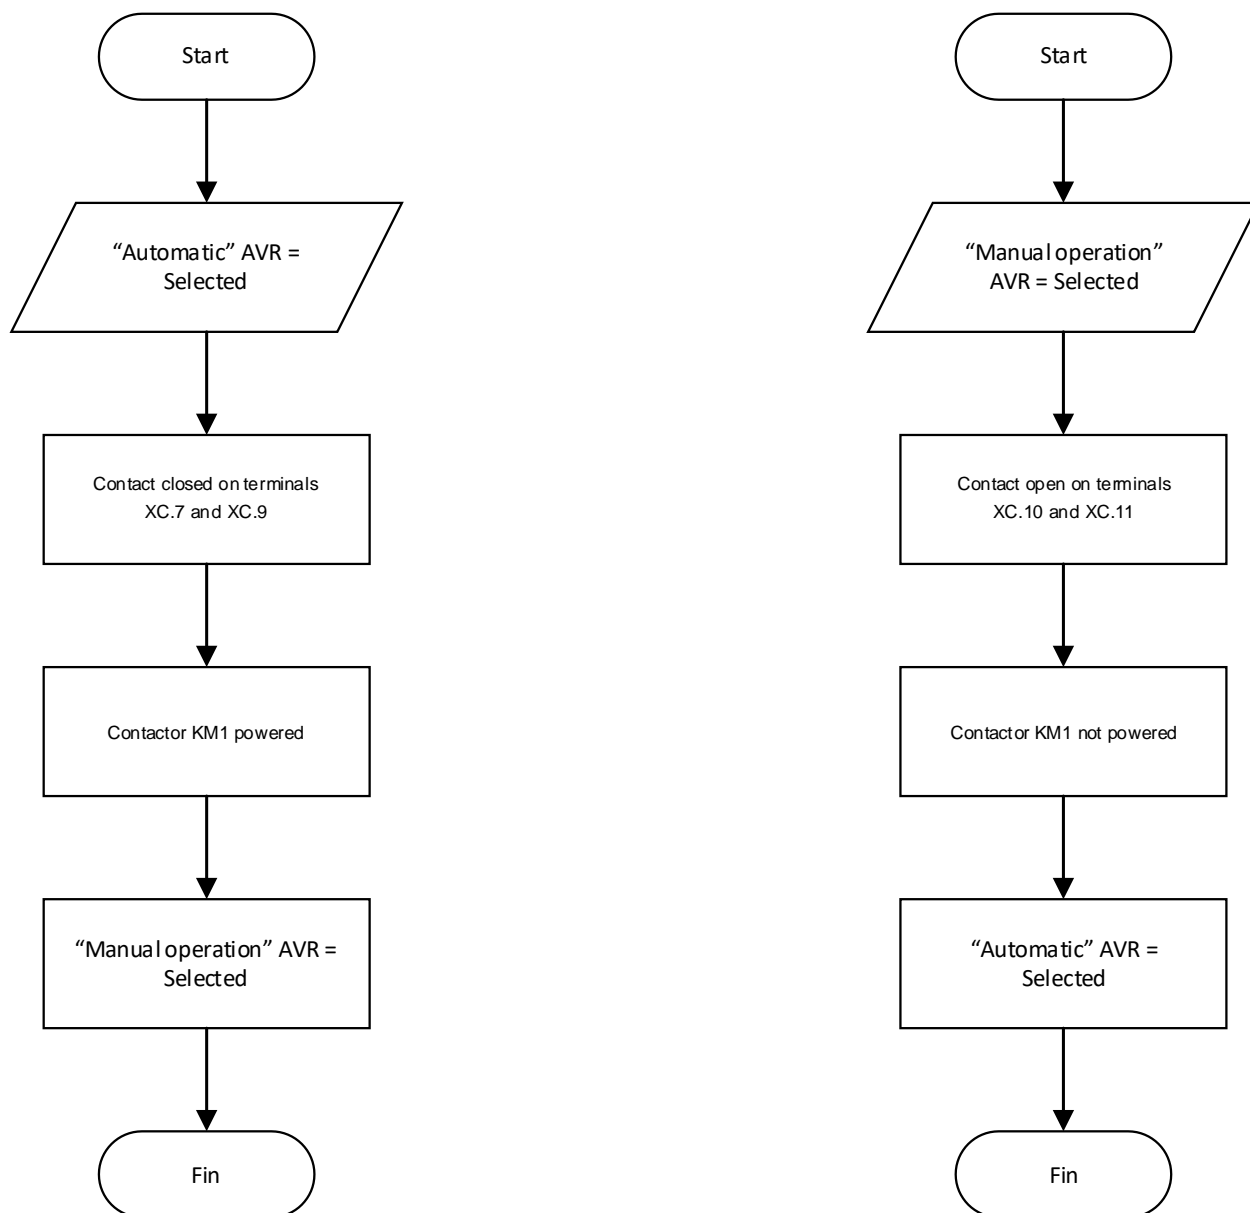 Start
“Automatic” AVR =
Selected
Contact closed on terminals
XC.7 and XC.9
Contactor KM1 powered
“Manual operation” AVR =
Selected
Fin
Start
“Manual operation”
AVR = Selected
Contact open on terminals
XC.10 and XC.11
Contactor KM1 not powered
“Automatic” AVR =
Selected
Fin